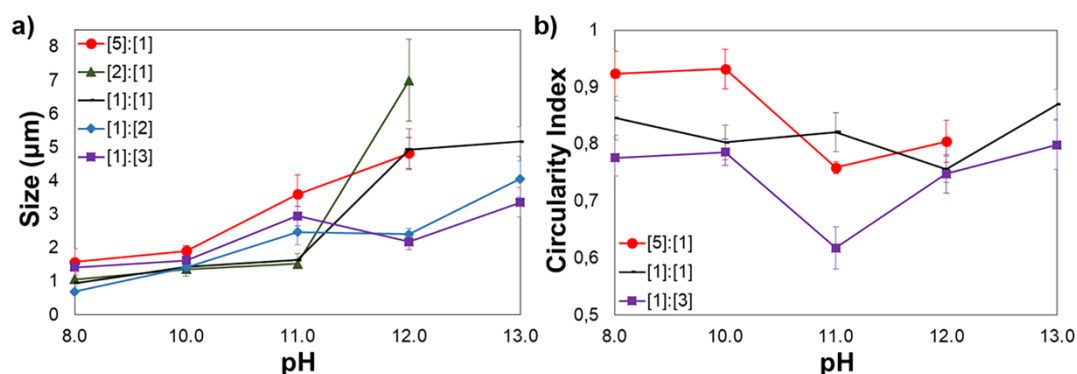 a)
Size (µm)
8
7
6
5
4
3
2
1
0
[5]:[1]
[2]:[1]
[1]:[1]
[1]:[2]
[1]:[3]
8.0 10.0 11.0 12.0 13.0
pH
b)
Circularity Index
1
0,9
0,8
0,7
0,6
0,5
[5]:[1]
[1]:[1]
[1]:[3]
8.0 10.0 11.0 12.0 13.0
pH